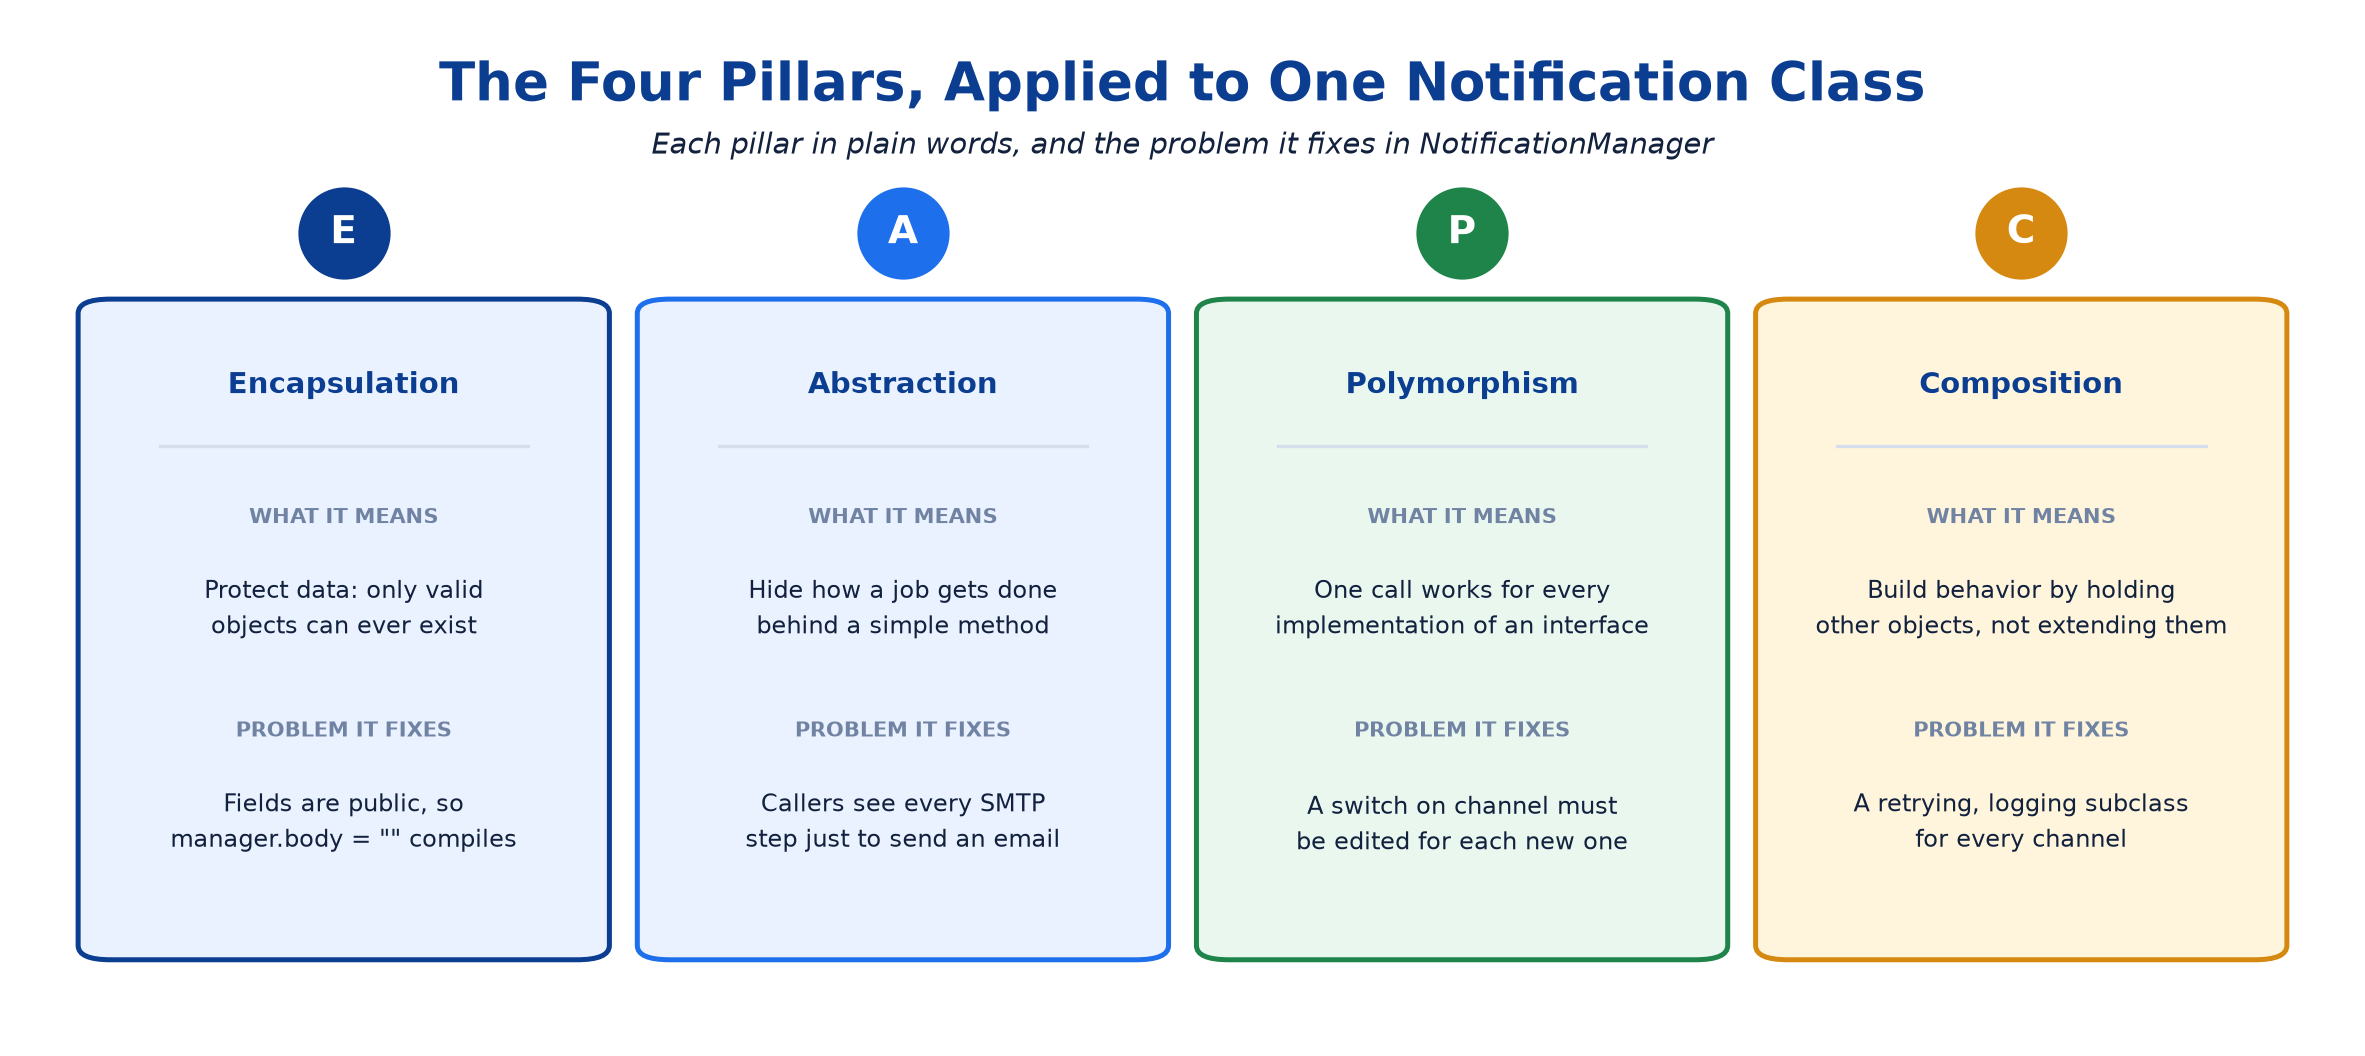 The Four Pillars, Applied to One Notification Class
Each pillar in plain words, and the problem it fixes in NotificationManager
E
Encapsulation
WHAT IT MEANS
Protect data: only valid
objects can ever exist
PROBLEM IT FIXES
Fields are public, so
manager.body = "" compiles
A
Abstraction
WHAT IT MEANS
Hide how a job gets done
behind a simple method
PROBLEM IT FIXES
Callers see every SMTP
step just to send an email
P
Polymorphism
WHAT IT MEANS
One call works for every
implementation of an interface
PROBLEM IT FIXES
A switch on channel must
be edited for each new one
C
Composition
WHAT IT MEANS
Build behavior by holding
other objects, not extending them
PROBLEM IT FIXES
A retrying, logging subclass
for every channel